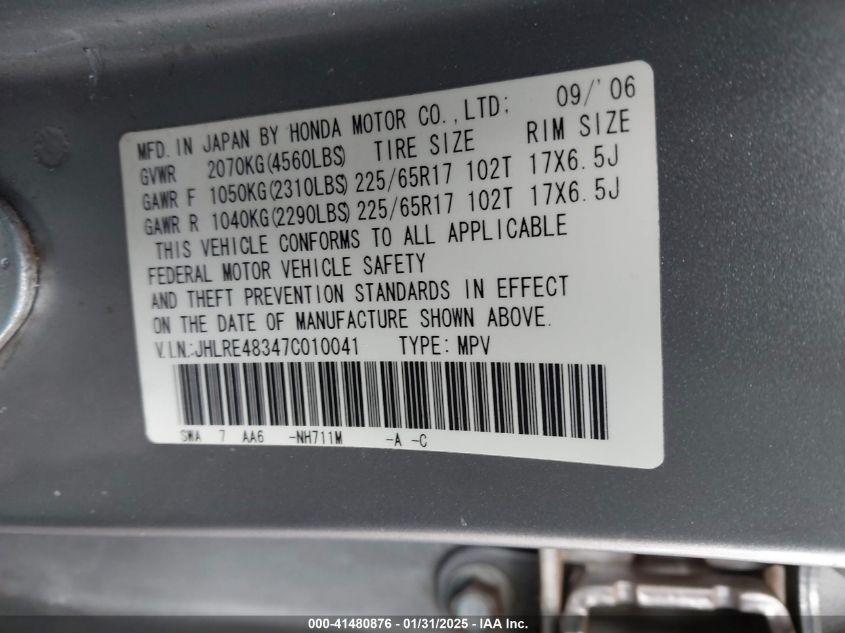 MFD. IN JAPAN BY HONDA MOTOR CO.,LTD; 09/'06
GVWR 2070KG(4560LBS) TIRE SIZE RIM SIZE
GAWR F 1050KG(2310LBS) 225/65R17 102T 17X6.5J
GAWR R 1040KG(2290LBS) 225/65R17 102T 17X6.5J
THIS VEHICLE CONFORMS TO ALL APPLICABLE
FEDERAL MOTOR VEHICLE SAFETY
AND THEFT PREVENTION STANDARDS IN EFFECT
ON THE DATE OF MANUFACTURE SHOWN ABOVE.
V.I.N.:JHLRE48347C010041 TYPE: MPV
SWA 7 AA6 -NH711M -A -C
000-41480876 - 01/31/2025 - IAA Inc.